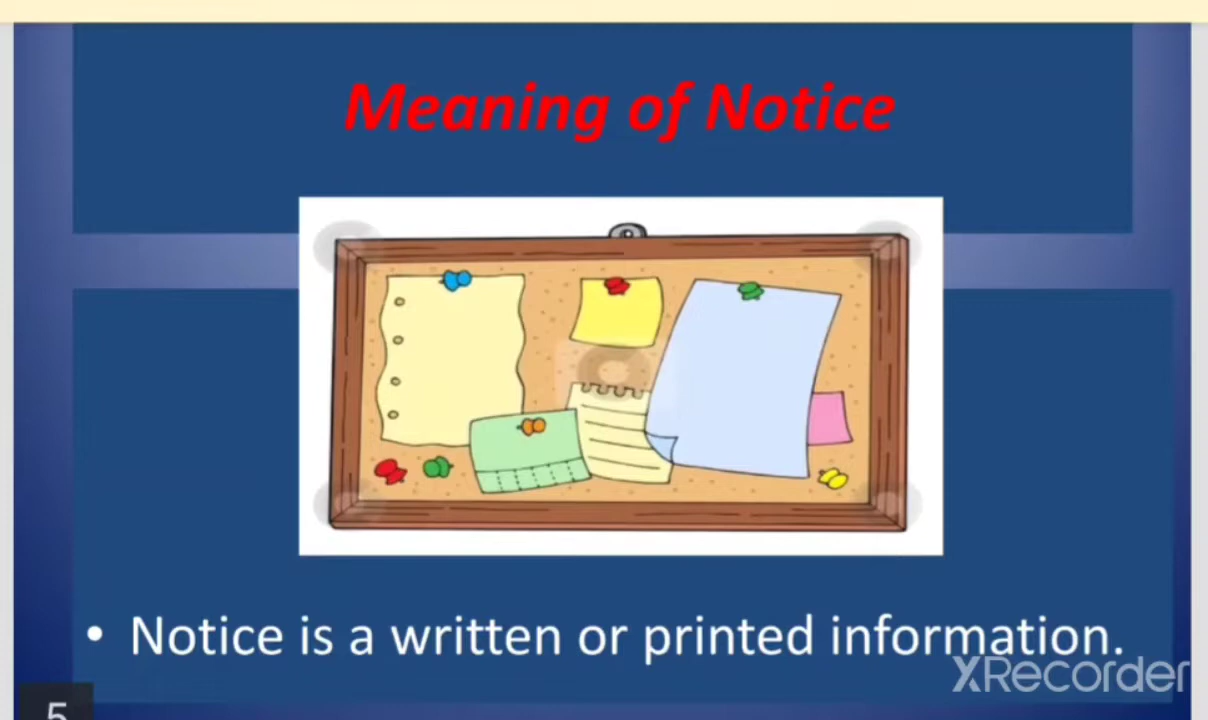 Meaning of Notice
• Notice is a written or printed information.
XRecorder
5